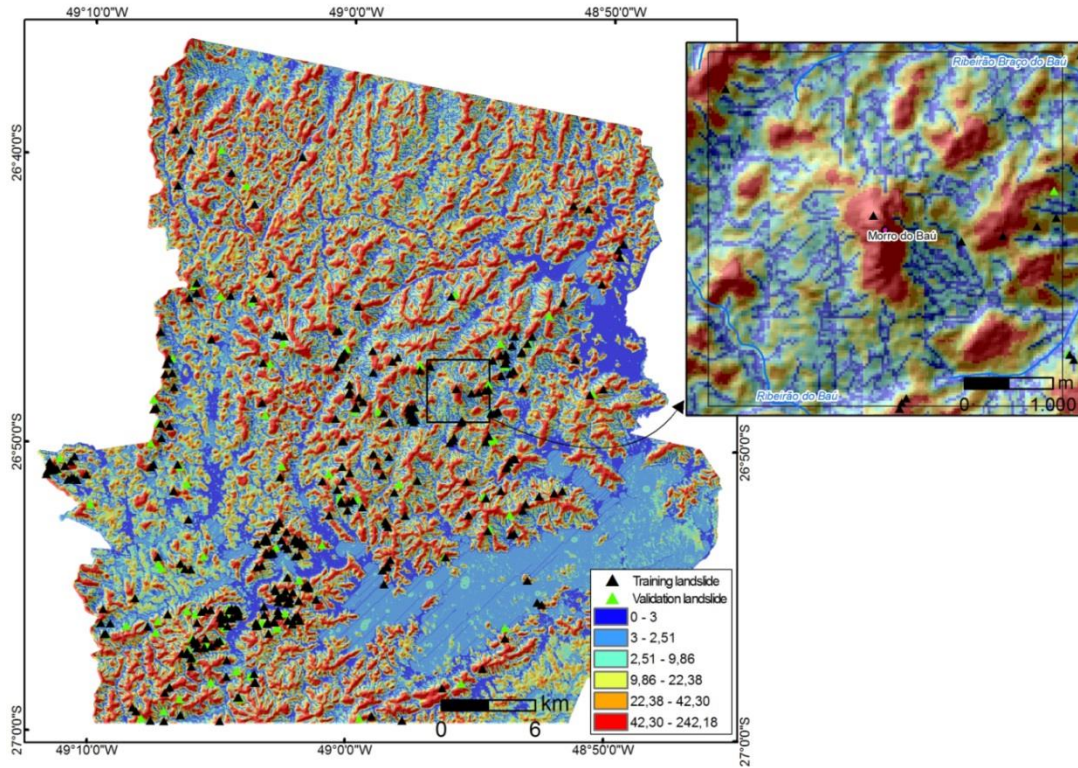 49°10'0"W
49°0'0"W
48°50'0"W
26°40'0"S
26°50'0"S
27°0'0"S
Ribeirão Braço do Baú
Morro do Baú
Ribeirão do Baú
m
0 1.000
26°50'0"S
27°0'0"S
Training landslide
Validation landslide
0 - 3
3 - 2,51
2,51 - 9,86
9,86 - 22,38
22,38 - 42,30
42,30 - 242,18
km
0 6
49°10'0"W
49°0'0"W
48°50'0"W